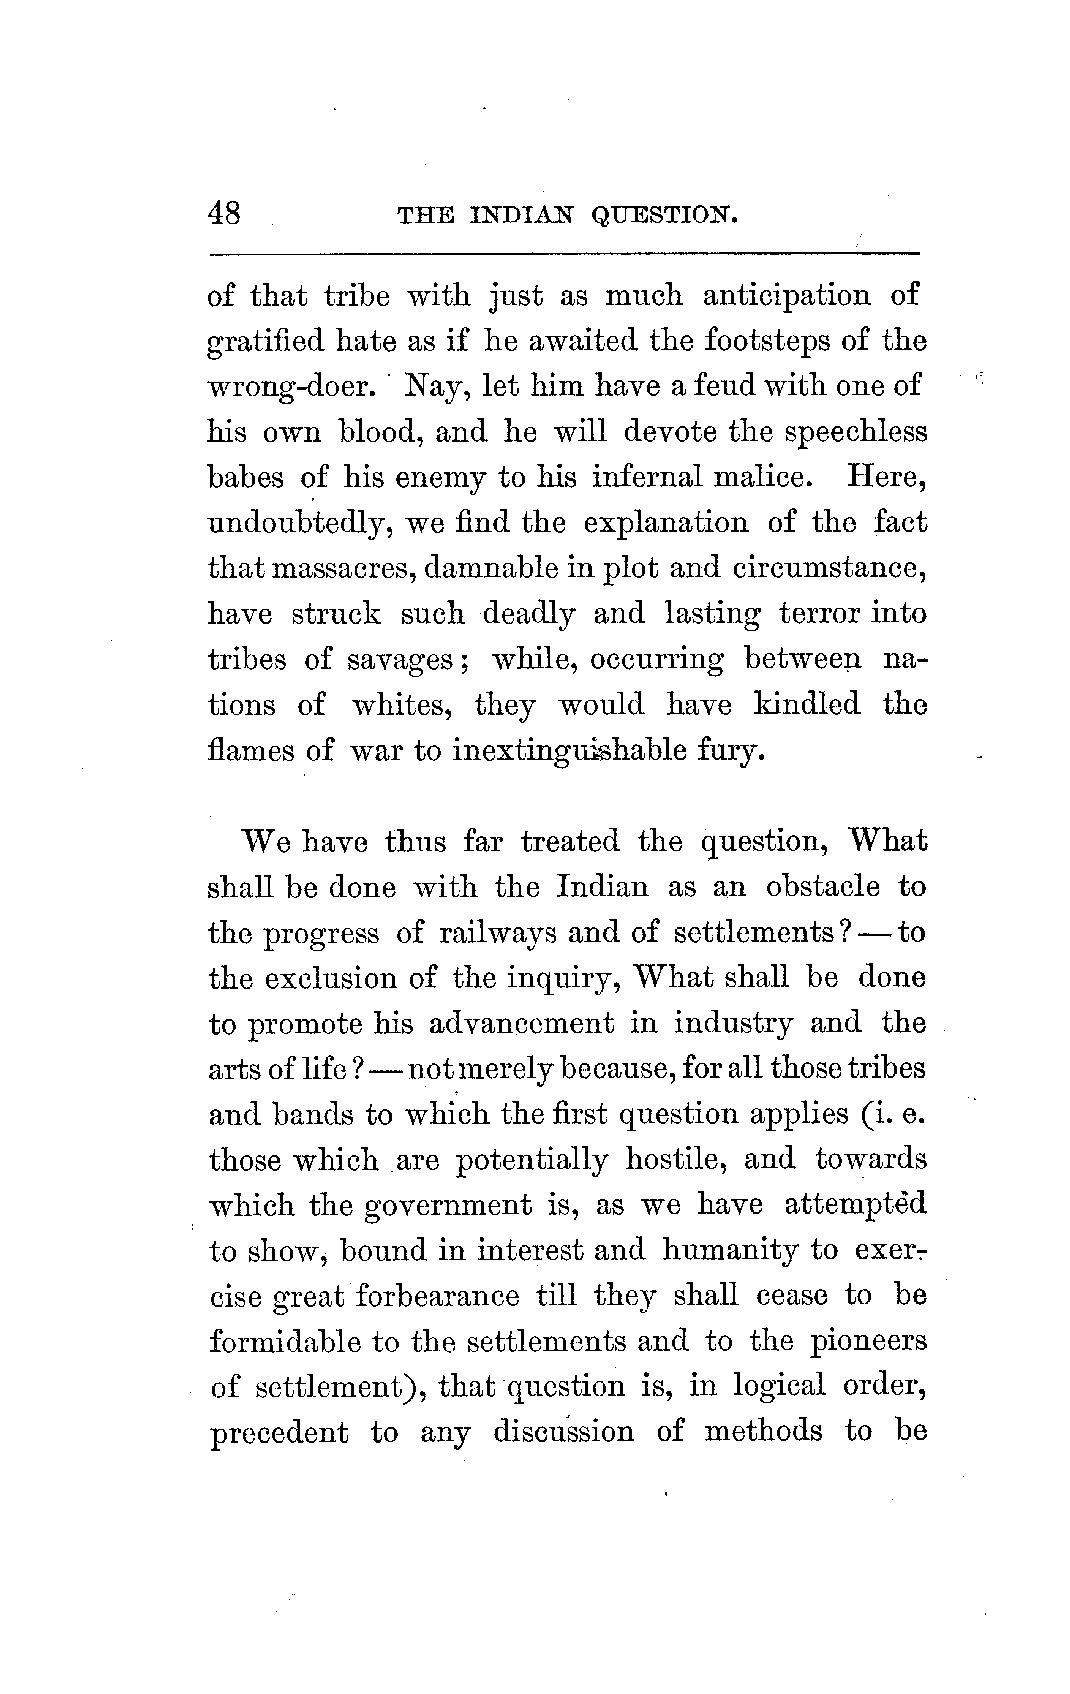 48 THE INDIAN QUESTION.
of that tribe with just as much anticipation of
gratified hate as if he awaited the footsteps of the
wrong-doer. Nay, let him have a feud with one of
his own blood, and he will devote the speechless
babes of his enemy to his infernal malice. Here,
undoubtedly, we find the explanation of the fact
that massacres, damnable in plot and circumstance,
have struck such deadly and lasting terror into
tribes of savages; while, occurring between na-
tions of whites, they would have kindled the
flames of war to inextinguishable fury.
We have thus far treated the question, What
shall be done with the Indian as an obstacle to
the progress of railways and of settlements?—to
the exclusion of the inquiry, What shall be done
to promote his advancement in industry and the
arts of life?—not merely because, for all those tribes
and bands to which the first question applies (i. e.
those which are potentially hostile, and towards
which the government is, as we have attempted
to show, bound in interest and humanity to exer-
cise great forbearance till they shall cease to be
formidable to the settlements and to the pioneers
of settlement), that question is, in logical order,
precedent to any discussion of methods to be